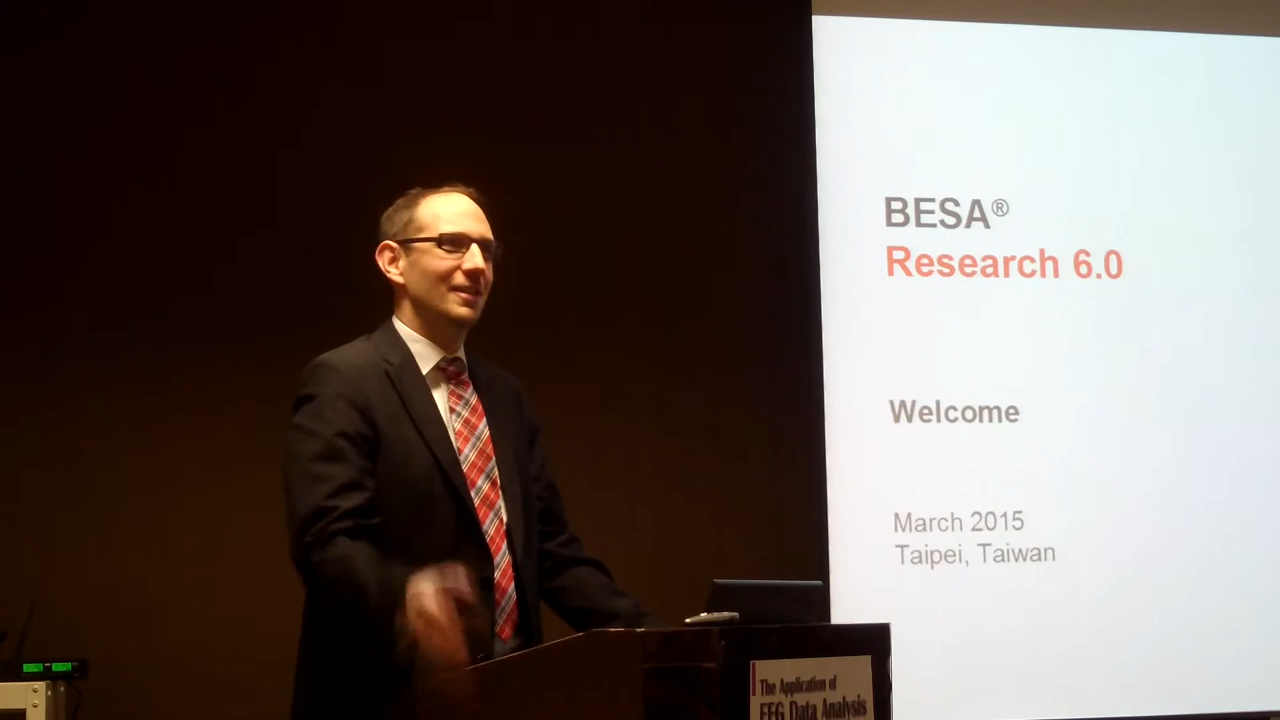 BESA®
Research 6.0
Welcome
March 2015
Taipei, Taiwan
The Application of
EEG Data Analysis